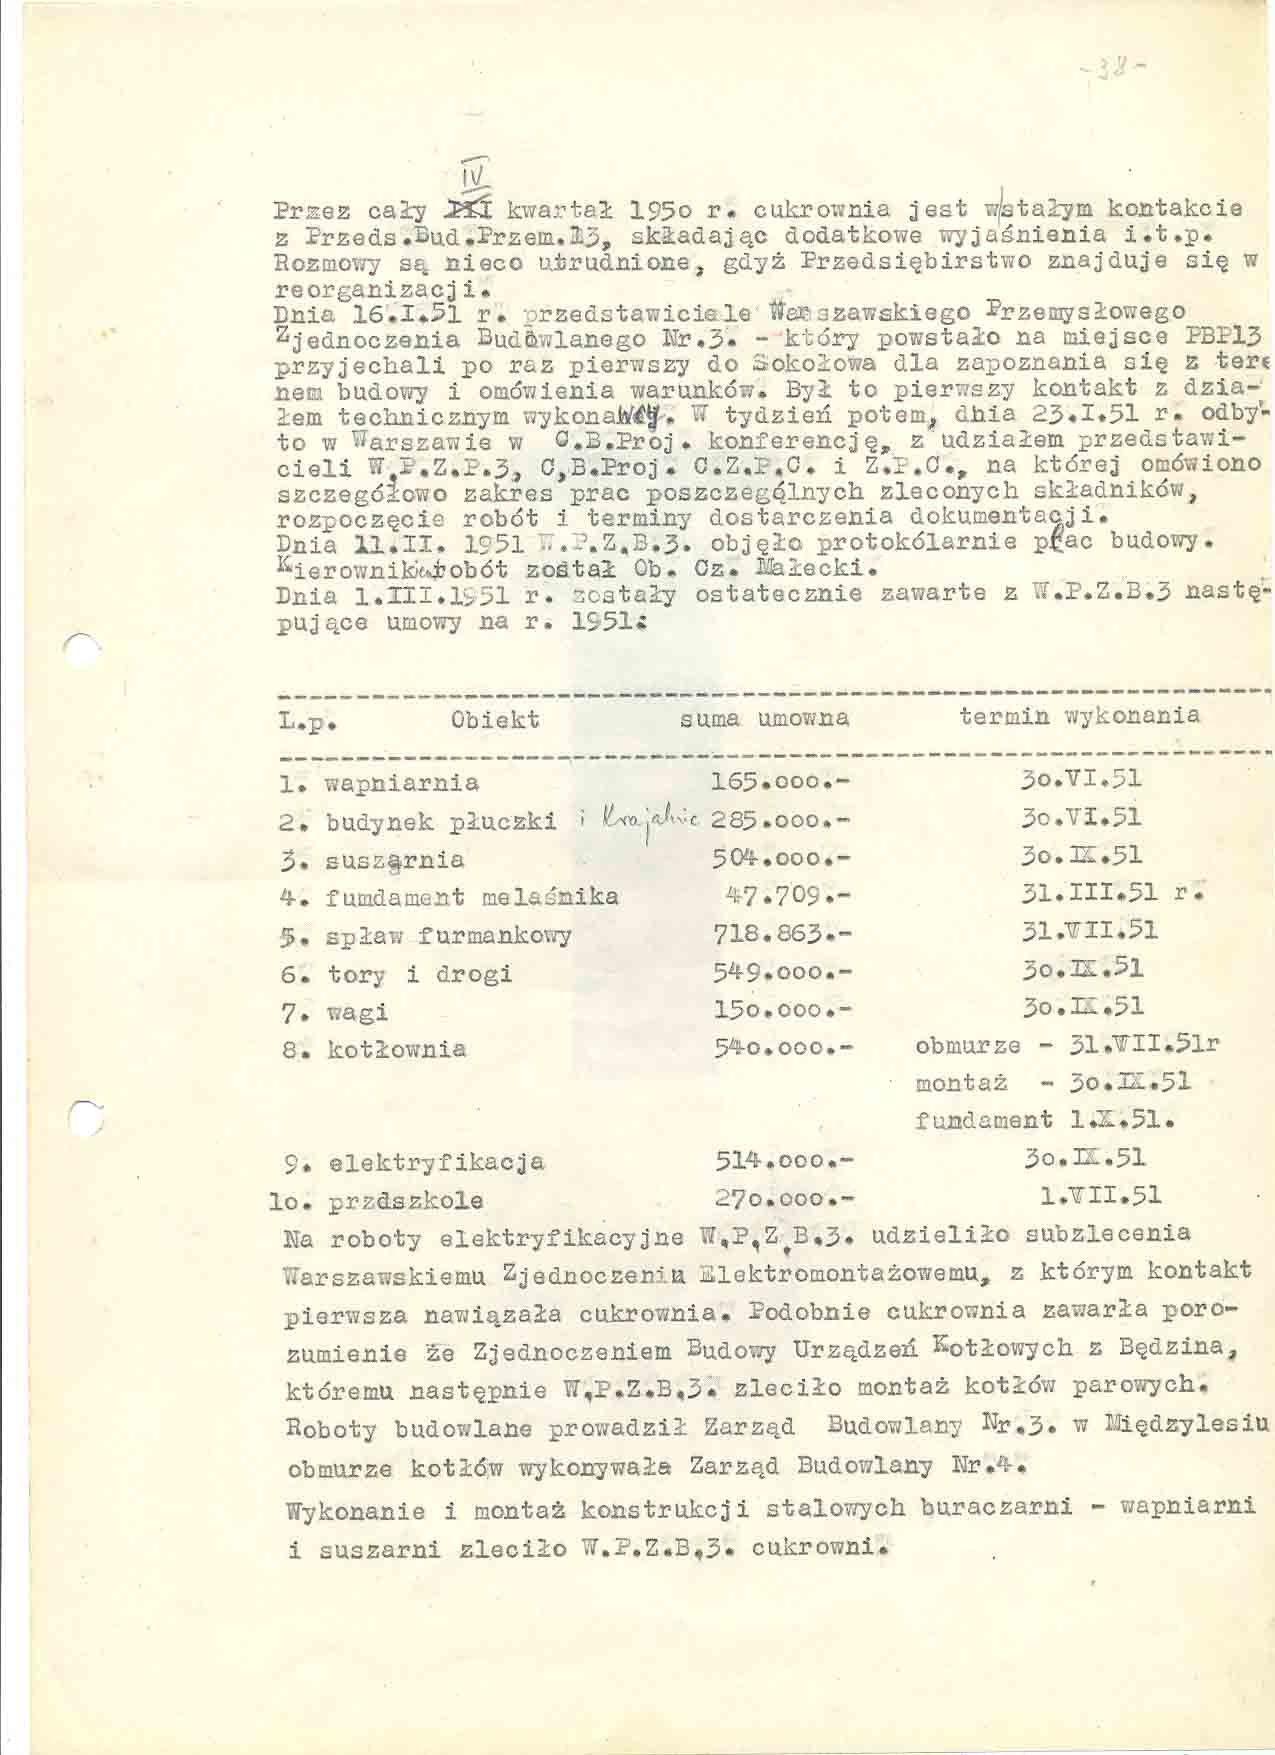 -38-
IV
Przez cały III kwartał 195o r. cukrownia jest w/stałym kontakcie
z Przeds.Bud.Przem.13, składając dodatkowe wyjaśnienia i.t.p.
Rozmowy są nieco utrudnione, gdyż Przedsiębirstwo znajduje się w
reorganizacji.
Dnia 16.I.51 r. przedstawiciele Warszawskiego Przemysłowego
Zjednoczenia Budowlanego Nr.3. - który powstało na miejsce PBP13
przyjechali po raz pierwszy do Sokołowa dla zapoznania się z tere
nem budowy i omówienia warunków. Był to pierwszy kontakt z dzia-
łem technicznym wykonawcy. W tydzień potem, dnia 23.I.51 r. odby-
to w Warszawie w C.B.Proj. konferencję, z udziałem przedstawi-
cieli W.P.Z.P.3, C,B.Proj. C.Z.P.C. i Z.P.C., na której omówiono
szczegółowo zakres prac poszczególnych zleconych składników,
rozpoczęcie robót i terminy dostarczenia dokumentacji.
Dnia 11.II. 1951 W.P.Z.B.3. objęło protokólarnie plac budowy.
Kierownikiem robót został Ob. Cz. Małecki.
Dnia 1.III.1951 r. zostały ostatecznie zawarte z W.P.Z.B.3 nastę-
pujące umowy na r. 1951:
L.p. Obiekt suma umowna termin wykonania
1. wapniarnia 165.ooo.- 3o.VI.51
2. budynek płuczki i Krajalnic 285.ooo.- 3o.VI.51
3. suszarnia 504.ooo.- 3o.IX.51
4. fumdament melaśnika 47.709.- 31.III.51 r.
5. spław furmankowy 718.863.- 31.VII.51
6. tory i drogi 549.ooo.- 3o.IX.51
7. wagi 15o.ooo.- 3o.IX.51
8. kotłownia 54o.ooo.- obmurze - 31.VII.51r
montaż - 3o.IX.51
fundament 1.X.51.
9. elektryfikacja 514.ooo.- 3o.IX.51
1o. przdszkole 27o.ooo.- 1.VII.51
Na roboty elektryfikacyjne W,P,Z,B.3. udzieliło subzlecenia
Warszawskiemu Zjednoczeniu Elektromontażowemu, z którym kontakt
pierwsza nawiązała cukrownia. Podobnie cukrownia zawarła poro-
zumienie że Zjednoczeniem Budowy Urządzeń Kotłowych z Będzina,
któremu następnie W,P.Z.B,3. zleciło montaż kotłów parowych.
Roboty budowlane prowadził Zarząd Budowlany Nr.3. w Międzylesiu
obmurze kotłów wykonywała Zarząd Budowlany Nr.4.
Wykonanie i montaż konstrukcji stalowych buraczarni - wapniarni
i suszarni zleciło W.P.Z.B,3. cukrowni.